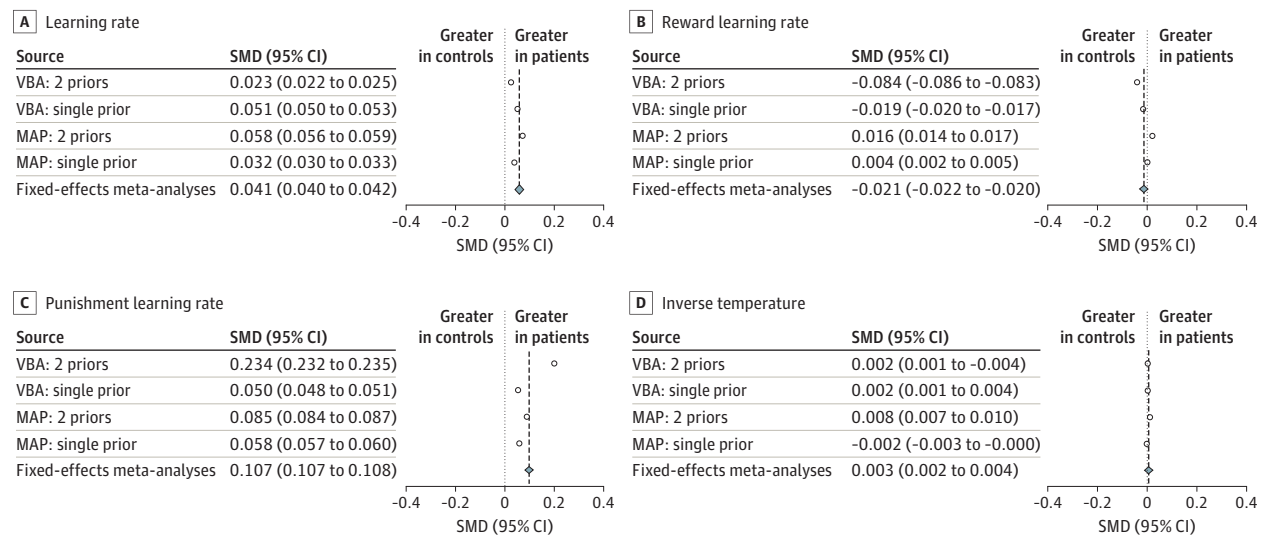 A Learning rate
Source SMD (95% CI) Greater in controls Greater in patients
VBA: 2 priors 0.023 (0.022 to 0.025)
VBA: single prior 0.051 (0.050 to 0.053)
MAP: 2 priors 0.058 (0.056 to 0.059)
MAP: single prior 0.032 (0.030 to 0.033)
Fixed-effects meta-analyses 0.041 (0.040 to 0.042)
-0.4 -0.2 0 0.2 0.4
SMD (95% CI)
B Reward learning rate
Source SMD (95% CI) Greater in controls Greater in patients
VBA: 2 priors -0.084 (-0.086 to -0.083)
VBA: single prior -0.019 (-0.020 to -0.017)
MAP: 2 priors 0.016 (0.014 to 0.017)
MAP: single prior 0.004 (0.002 to 0.005)
Fixed-effects meta-analyses -0.021 (-0.022 to -0.020)
-0.4 -0.2 0 0.2 0.4
SMD (95% CI)
C Punishment learning rate
Source SMD (95% CI) Greater in controls Greater in patients
VBA: 2 priors 0.234 (0.232 to 0.235)
VBA: single prior 0.050 (0.048 to 0.051)
MAP: 2 priors 0.085 (0.084 to 0.087)
MAP: single prior 0.058 (0.057 to 0.060)
Fixed-effects meta-analyses 0.107 (0.107 to 0.108)
-0.4 -0.2 0 0.2 0.4
SMD (95% CI)
D Inverse temperature
Source SMD (95% CI) Greater in controls Greater in patients
VBA: 2 priors 0.002 (0.001 to -0.004)
VBA: single prior 0.002 (0.001 to 0.004)
MAP: 2 priors 0.008 (0.007 to 0.010)
MAP: single prior -0.002 (-0.003 to -0.000)
Fixed-effects meta-analyses 0.003 (0.002 to 0.004)
-0.4 -0.2 0 0.2 0.4
SMD (95% CI)